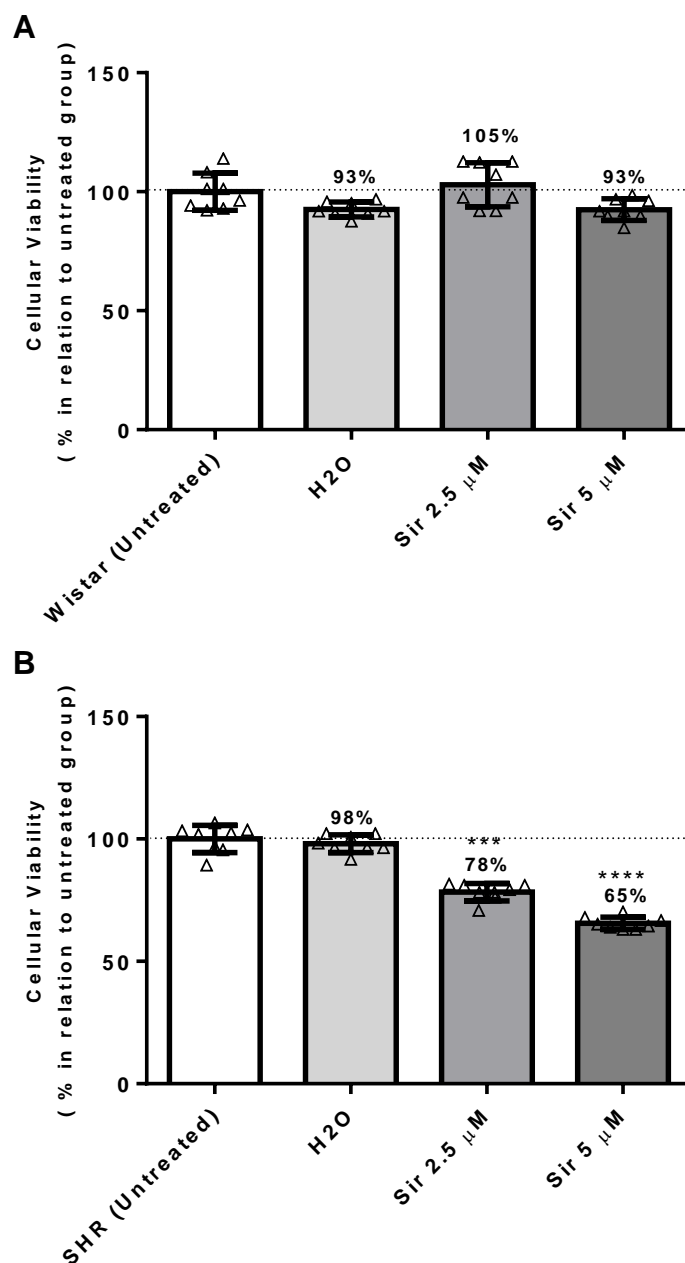 A
Cellular Viability
( % in relation to untreated group)
150
100
50
0
93%
105%
93%
Wistar (Untreated)
H2O
Sir 2.5 μM
Sir 5 μM
B
Cellular Viability
( % in relation to untreated group)
150
100
50
0
98%
***
78%
****
65%
SHR (Untreated)
H2O
Sir 2.5 μM
Sir 5 μM